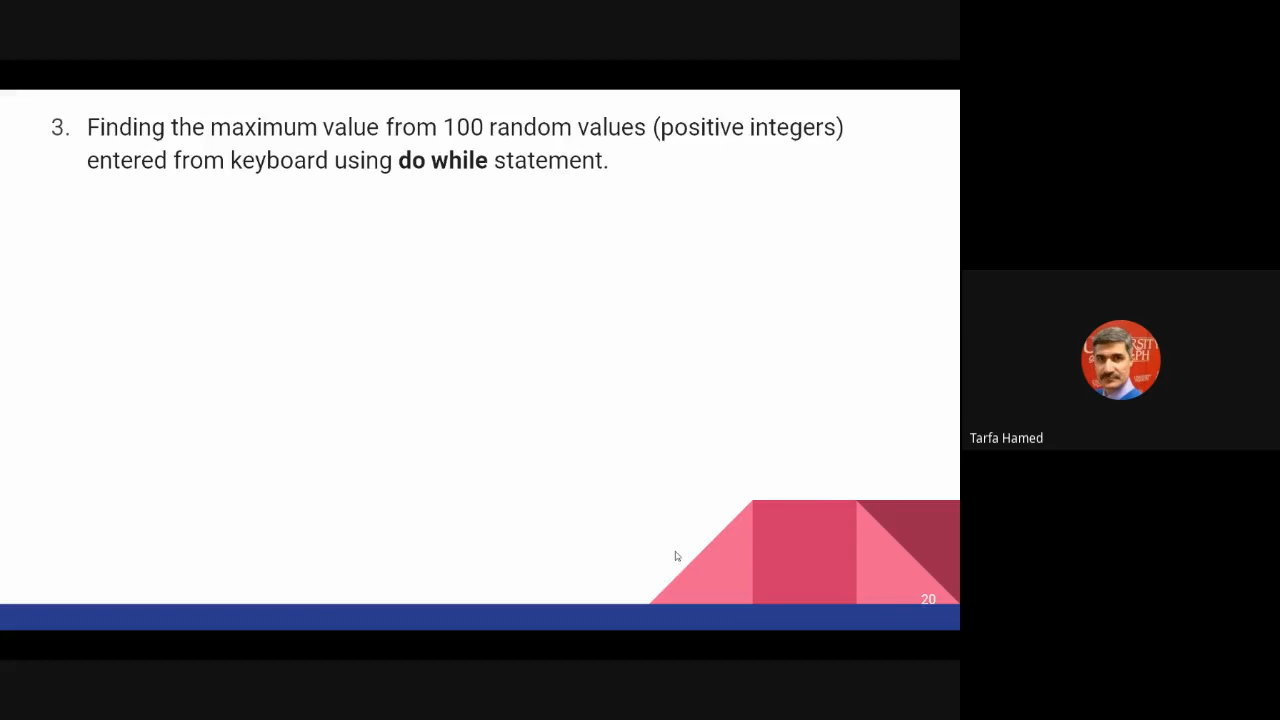 3. Finding the maximum value from 100 random values (positive integers)
entered from keyboard using do while statement.
20
Tarfa Hamed